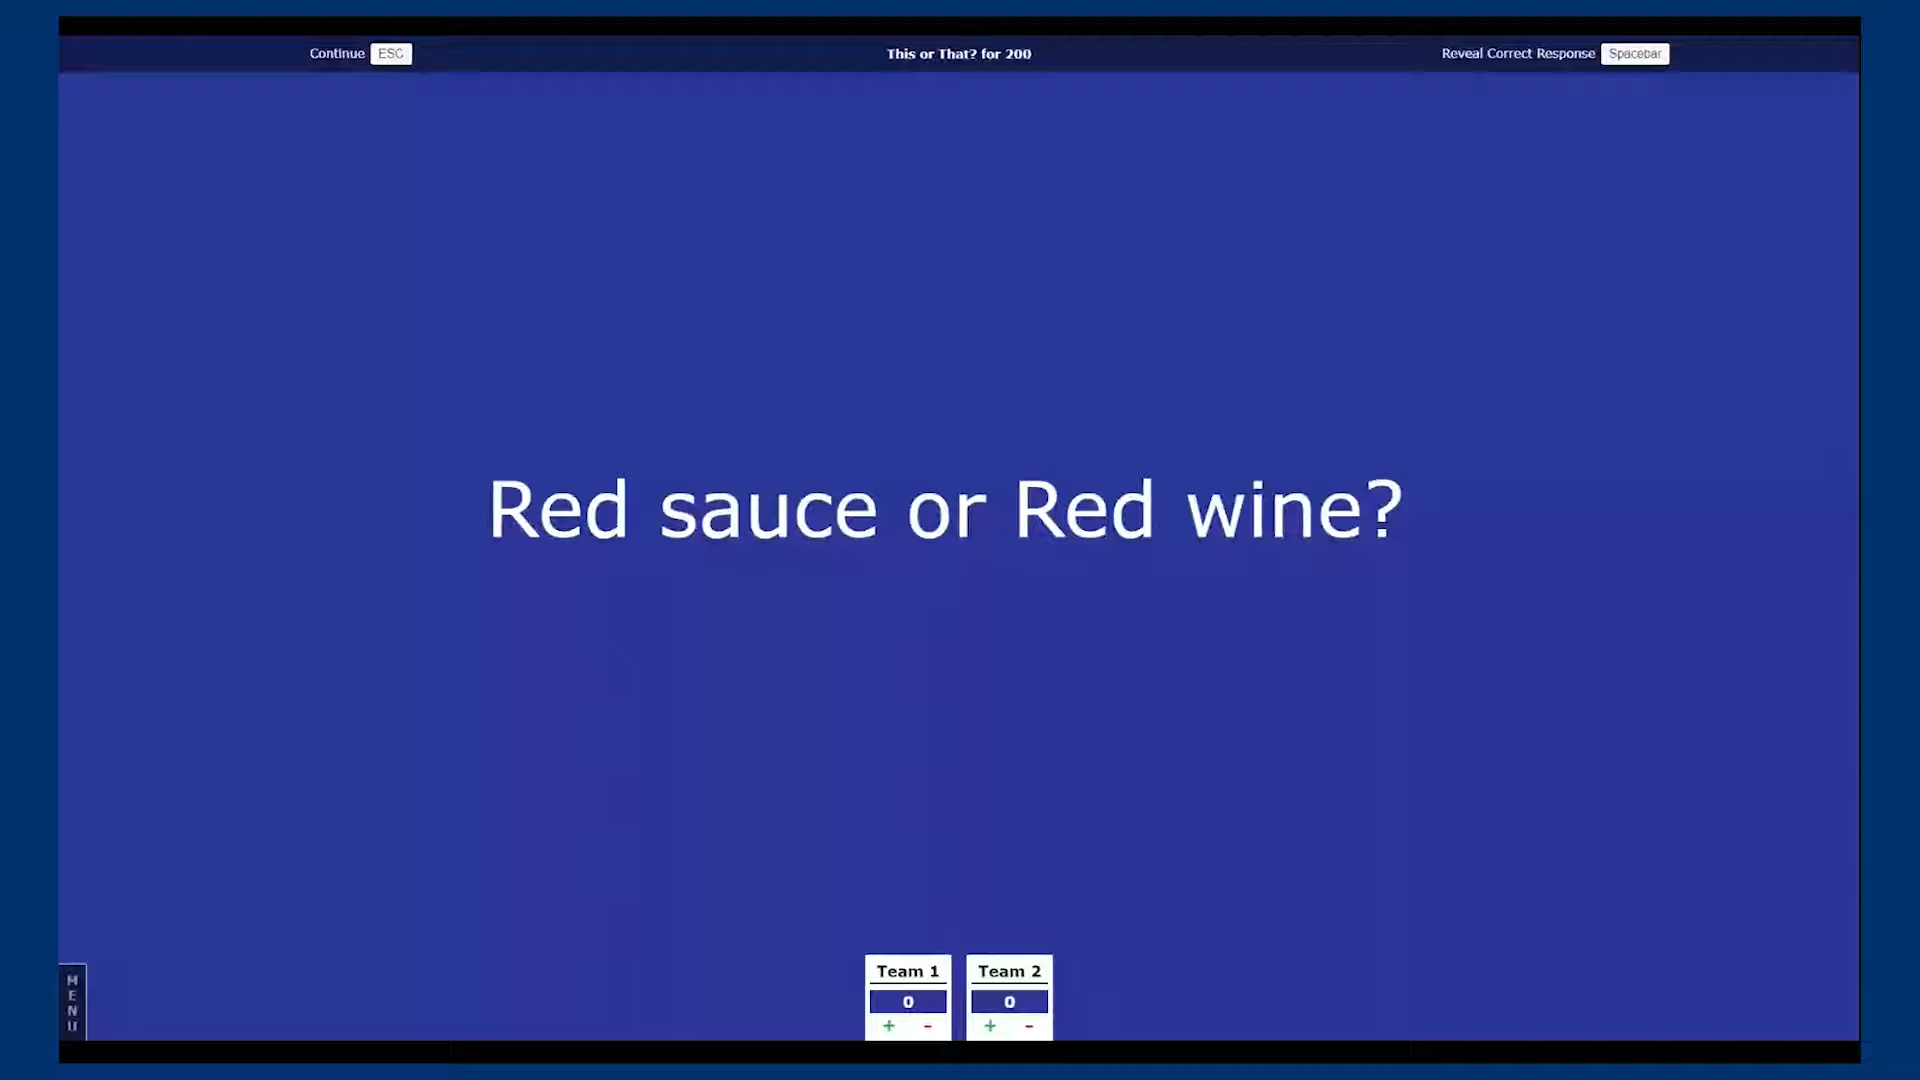 Continue ESC
This or That? for 200
Reveal Correct Response Spacebar
Red sauce or Red wine?
MENU
Team 1
0
+ -
Team 2
0
+ -